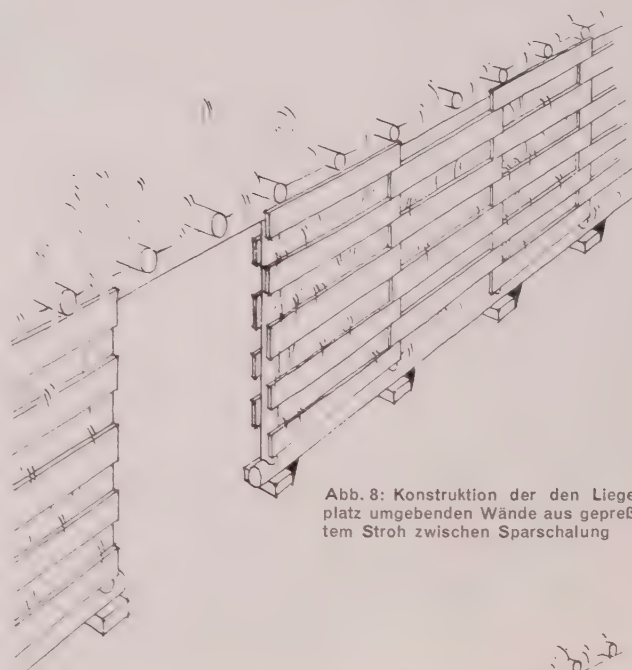 Abb. 8: Konstruktion der den Liege
platz umgebenden Wände aus gepreß
tem Stroh zwischen Sparschalung